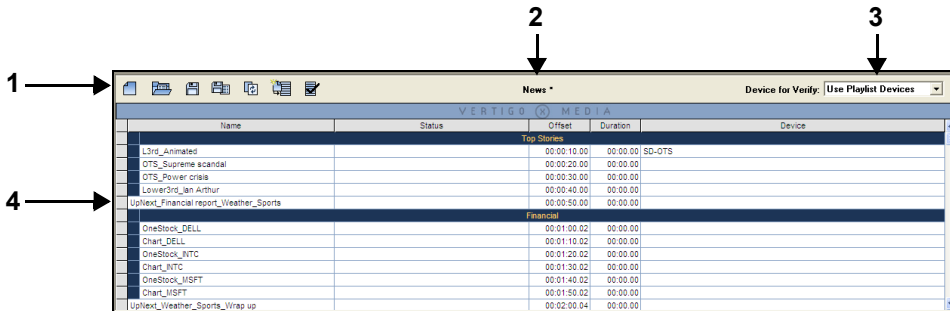 2
3
1
News *
Device for Verify: Use Playlist Devices
VERTIGO X MEDIA
Name Status Offset Duration Device
Top Stories
L3rd_Animated 00:00:10.00 00:00.00 SD-OTS
OTS_Supreme scandal 00:00:20.00 00:00.00
OTS_Power crisis 00:00:30.00 00:00.00
Lower3rd_Ian Arthur 00:00:40.00 00:00.00
4
UpNext_Financial report_Weather_Sports 00:00:50.00 00:00.00
Financial
OneStock_DELL 00:01:00.02 00:00.00
Chart_DELL 00:01:10.02 00:00.00
OneStock_INTC 00:01:20.02 00:00.00
Chart_INTC 00:01:30.02 00:00.00
OneStock_MSFT 00:01:40.02 00:00.00
Chart_MSFT 00:01:50.02 00:00.00
UpNext_Weather_Sports_Wrap up 00:02:00.04 00:00.00